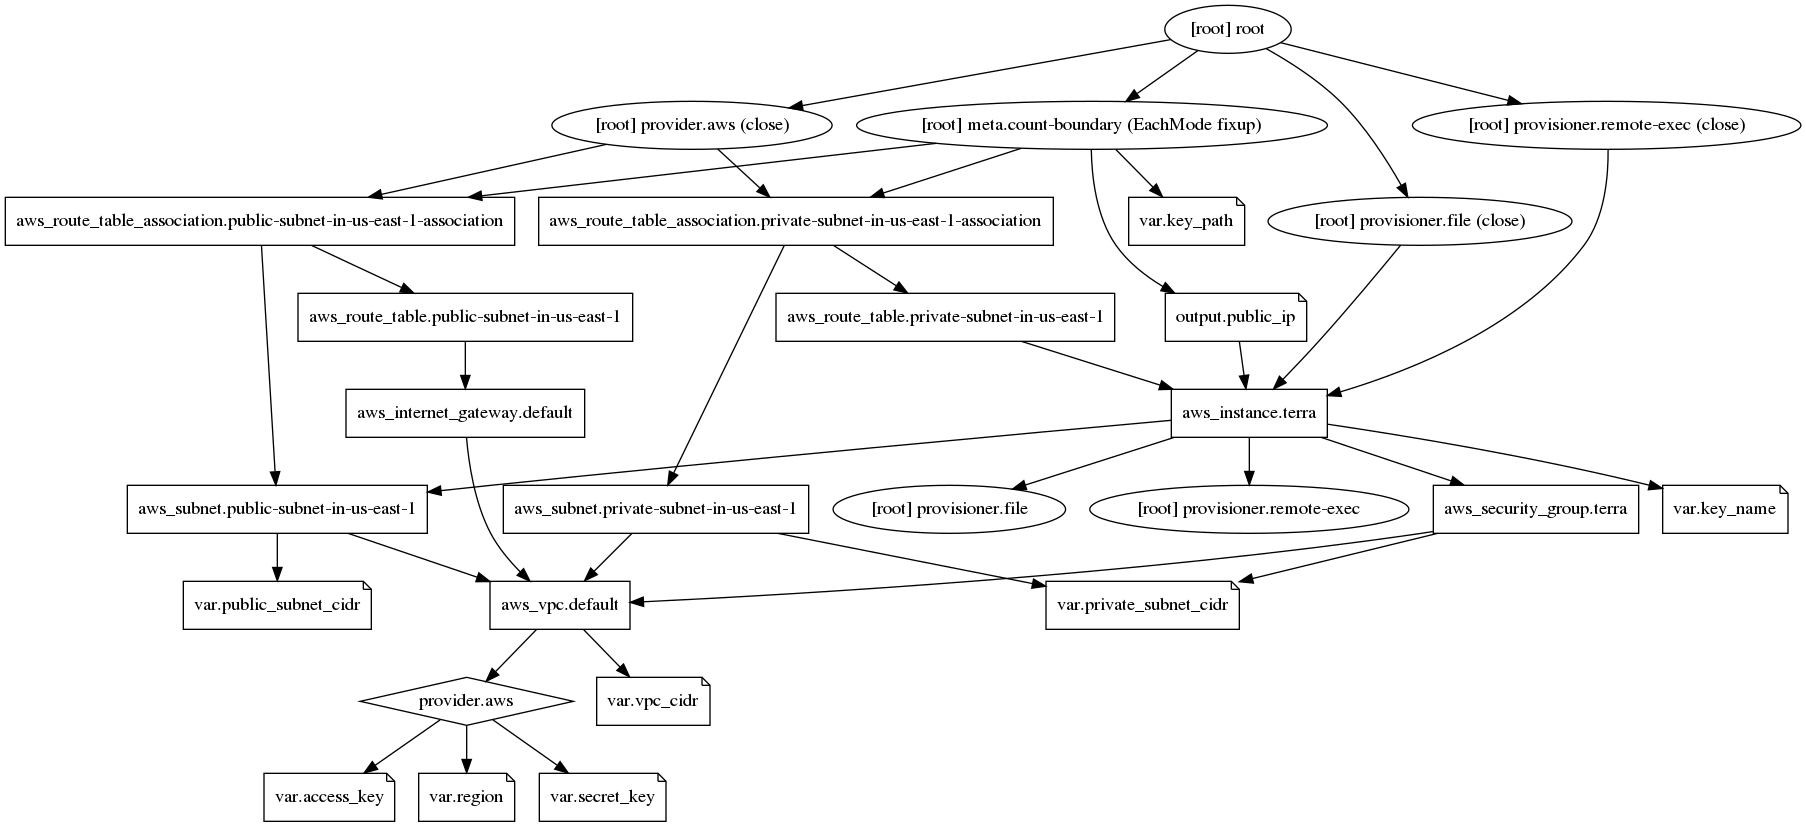 [root] root
[root] provider.aws (close)
[root] meta.count-boundary (EachMode fixup)
[root] provisioner.remote-exec (close)
aws_route_table_association.public-subnet-in-us-east-1-association
aws_route_table_association.private-subnet-in-us-east-1-association
var.key_path
[root] provisioner.file (close)
aws_route_table.public-subnet-in-us-east-1
aws_route_table.private-subnet-in-us-east-1
output.public_ip
aws_internet_gateway.default
aws_instance.terra
aws_subnet.public-subnet-in-us-east-1
aws_subnet.private-subnet-in-us-east-1
[root] provisioner.file
[root] provisioner.remote-exec
aws_security_group.terra
var.key_name
var.public_subnet_cidr
aws_vpc.default
var.private_subnet_cidr
provider.aws
var.vpc_cidr
var.access_key
var.region
var.secret_key